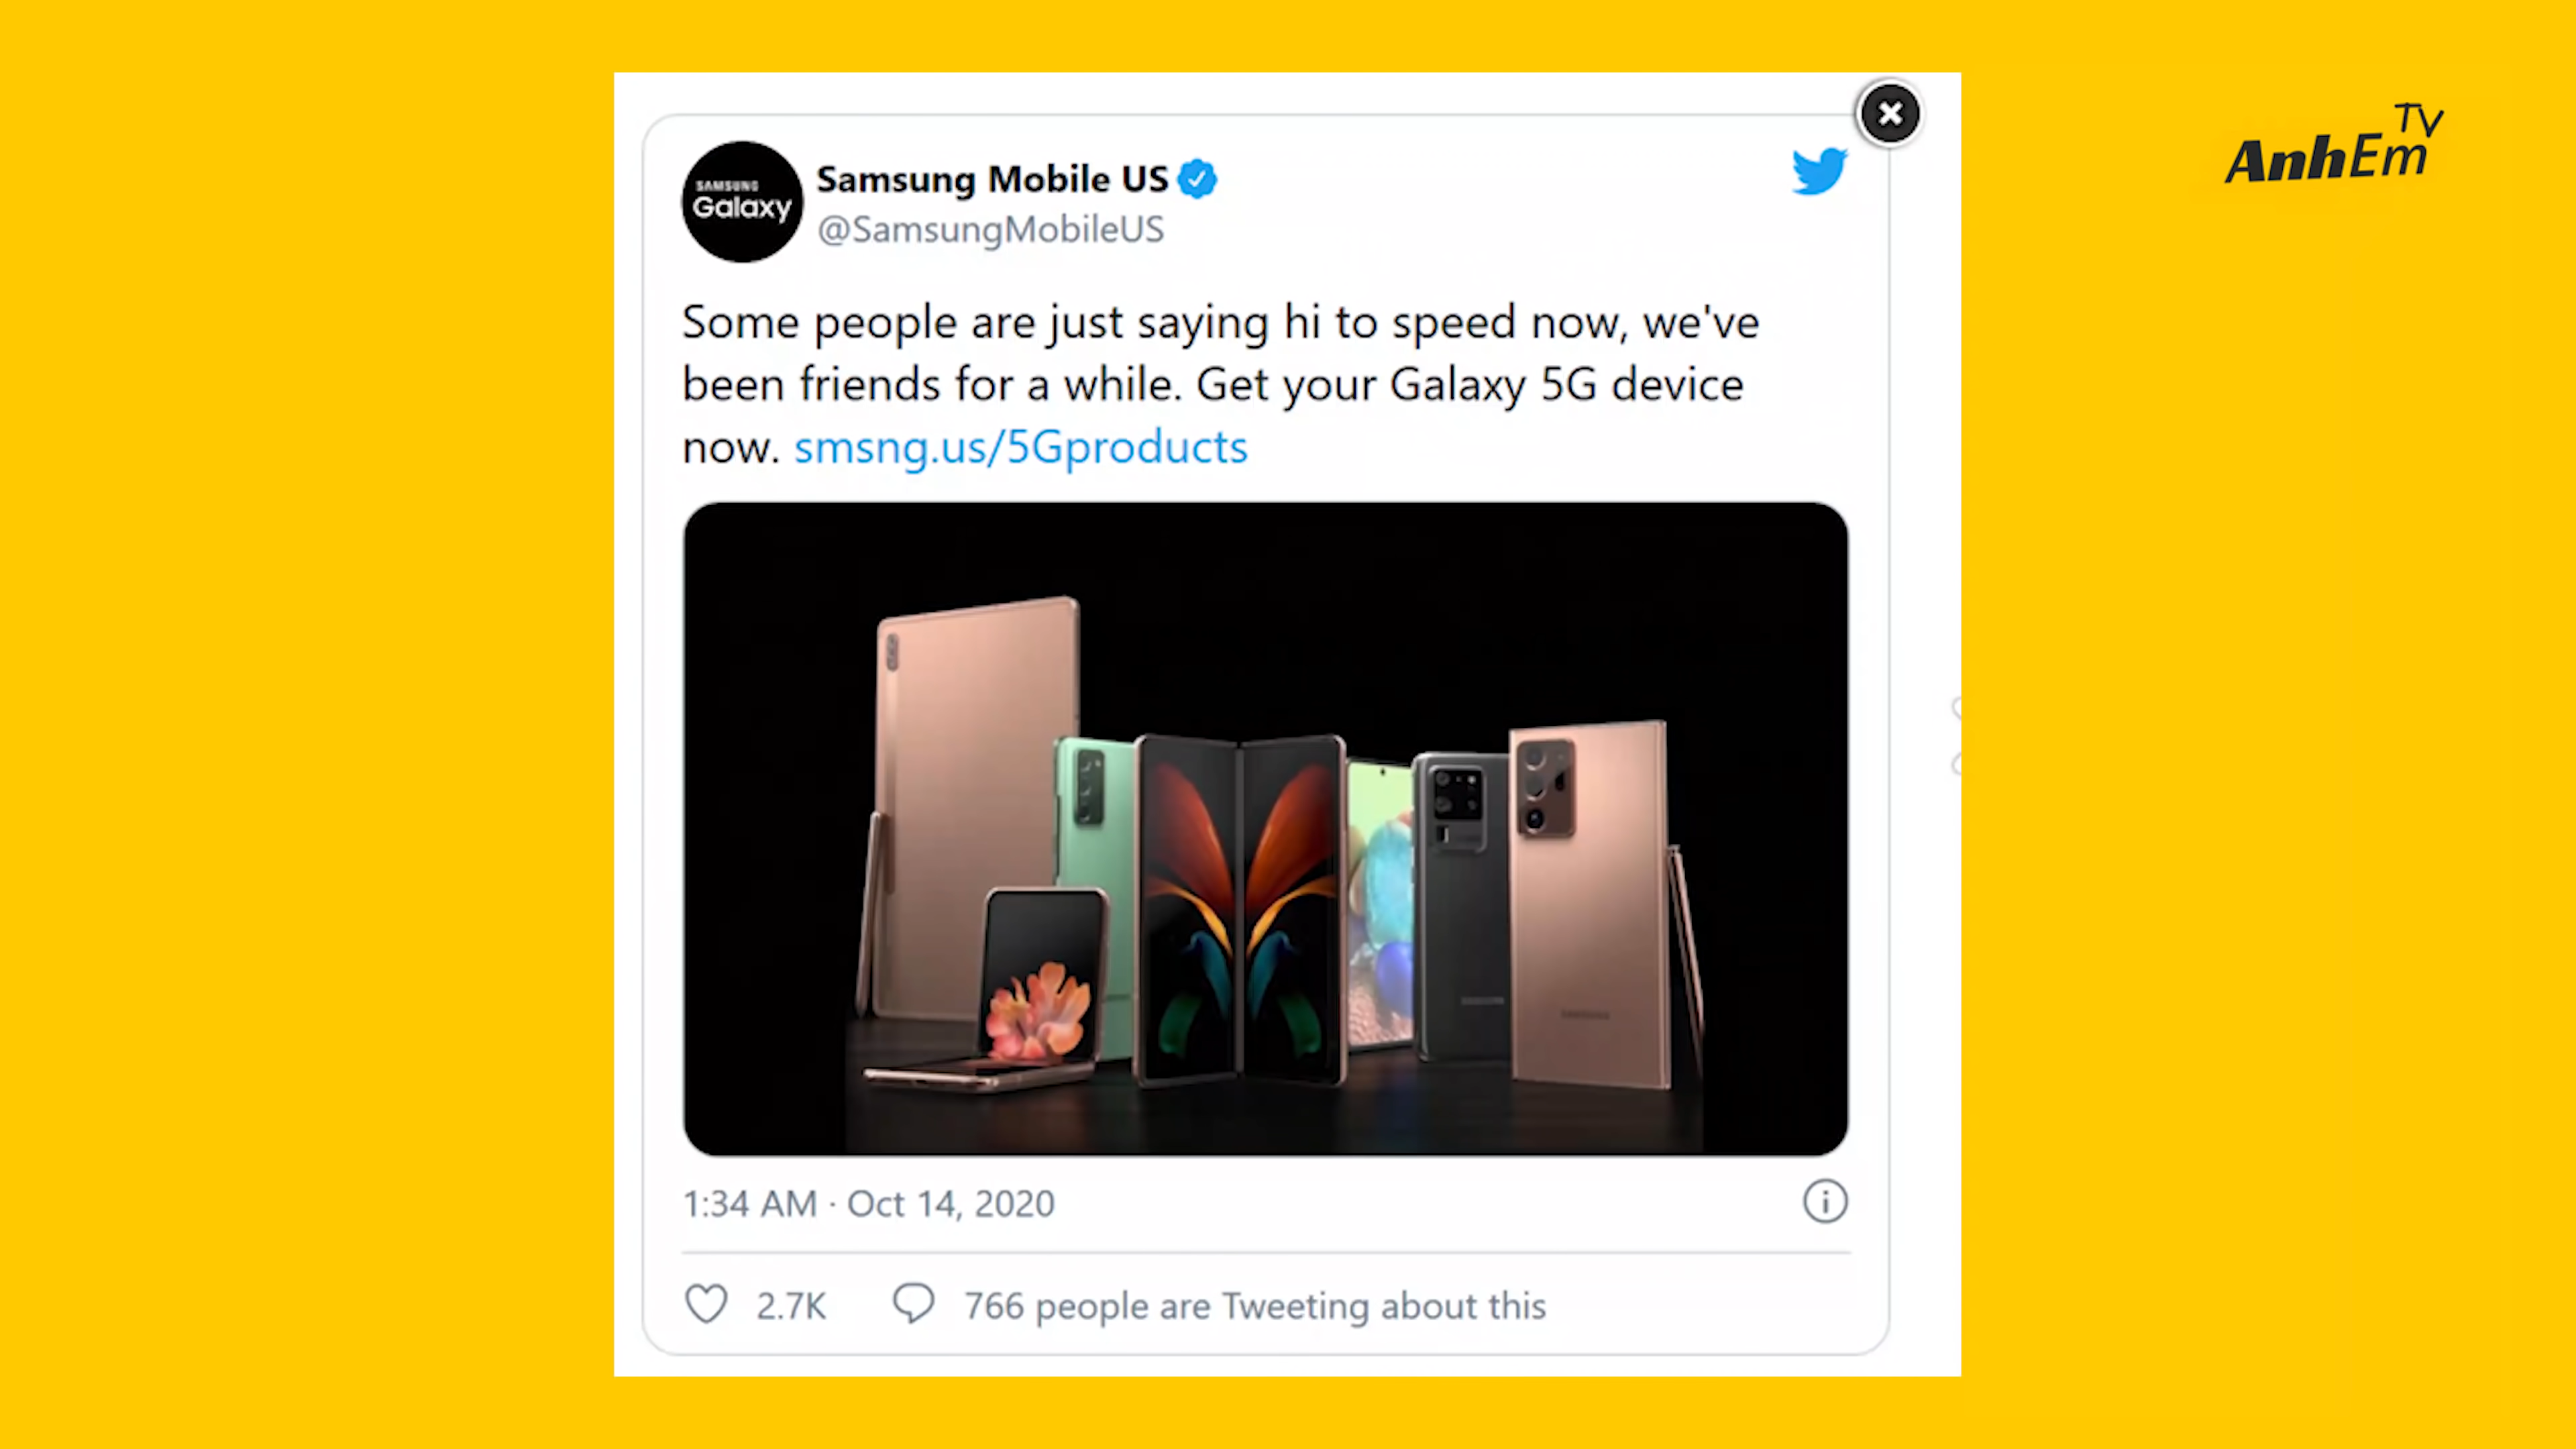 AnhEm TV
SAMSUNG
Galaxy
Samsung Mobile US
@SamsungMobileUS
Some people are just saying hi to speed now, we've
been friends for a while. Get your Galaxy 5G device
now. smsng.us/5Gproducts
SAMSUNG
SAMSUNG
1:34 AM · Oct 14, 2020
2.7K
766 people are Tweeting about this